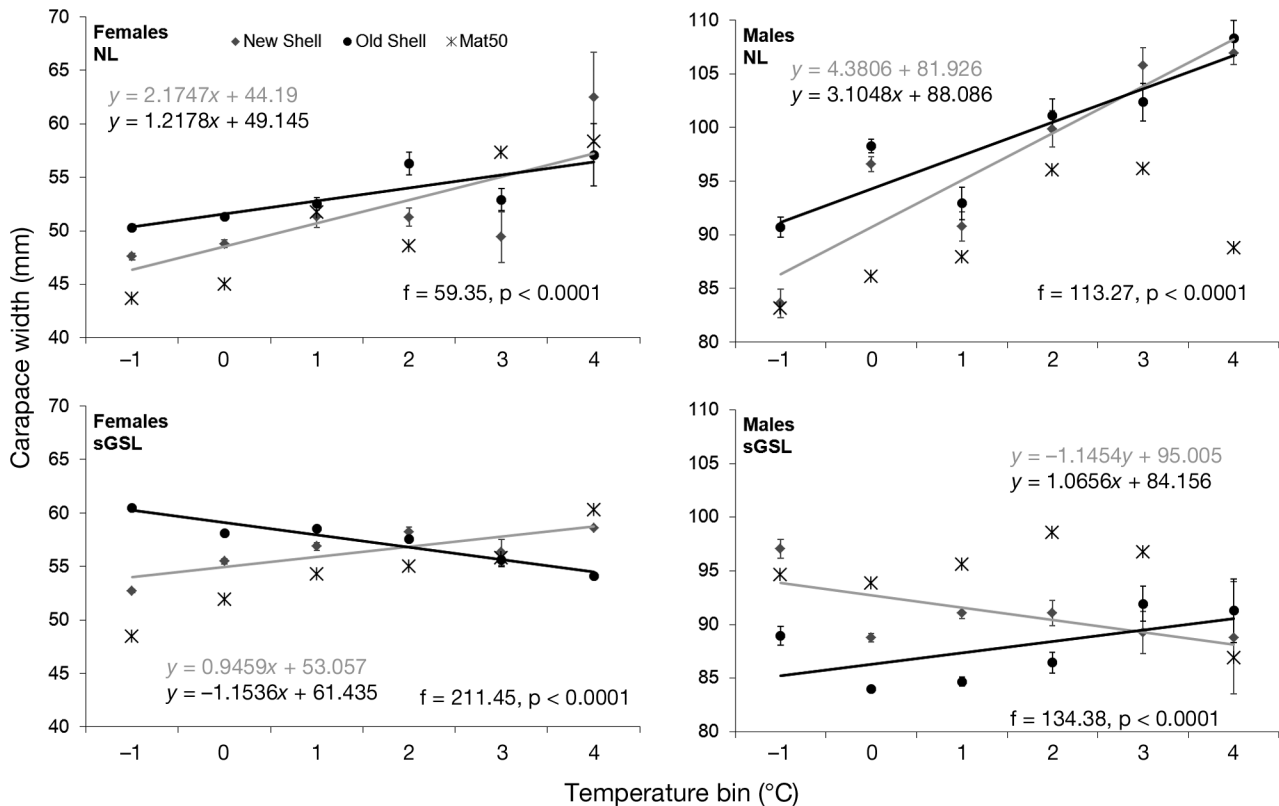 Carapace width (mm)
Females
NL
New Shell
Old Shell
Mat50
y = 2.1747x + 44.19
y = 1.2178x + 49.145
f = 59.35, p < 0.0001
70
65
60
55
50
45
40
–1 0 1 2 3 4
Males
NL
y = 4.3806 + 81.926
y = 3.1048x + 88.086
f = 113.27, p < 0.0001
110
105
100
95
90
85
80
–1 0 1 2 3 4
Females
sGSL
y = 0.9459x + 53.057
y = –1.1536x + 61.435
f = 211.45, p < 0.0001
70
65
60
55
50
45
40
–1 0 1 2 3 4
Males
sGSL
y = –1.1454y + 95.005
y = 1.0656x + 84.156
f = 134.38, p < 0.0001
110
105
100
95
90
85
80
–1 0 1 2 3 4
Temperature bin (°C)